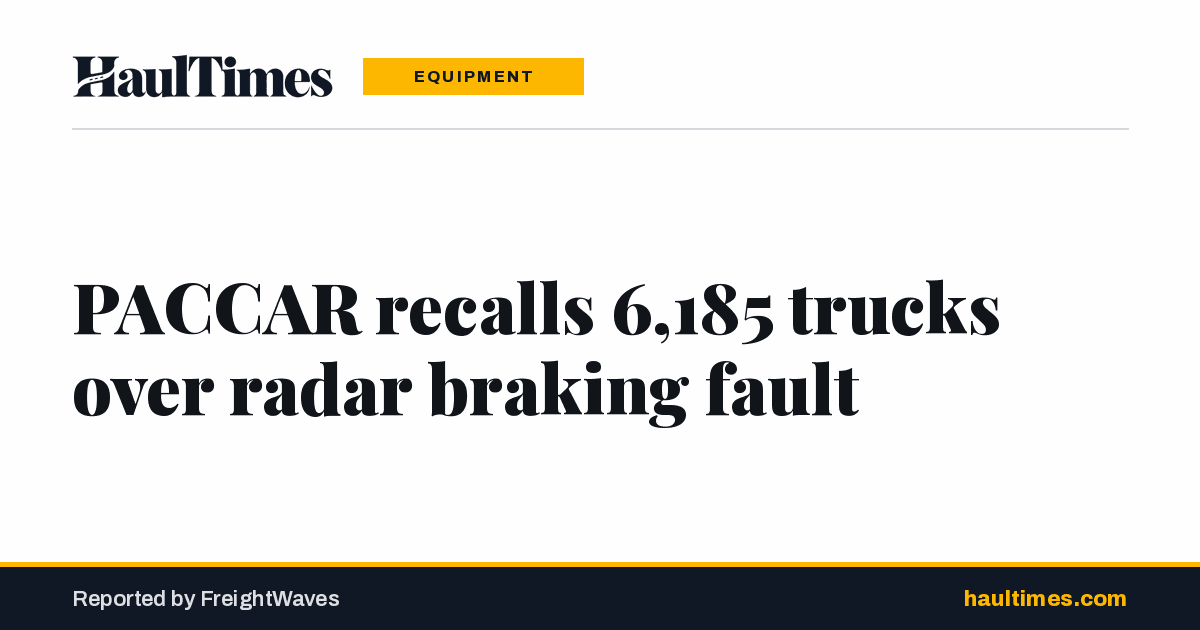 HaulTimes
EQUIPMENT
PACCAR recalls 6,185 trucks
over radar braking fault
Reported by FreightWaves
haultimes.com